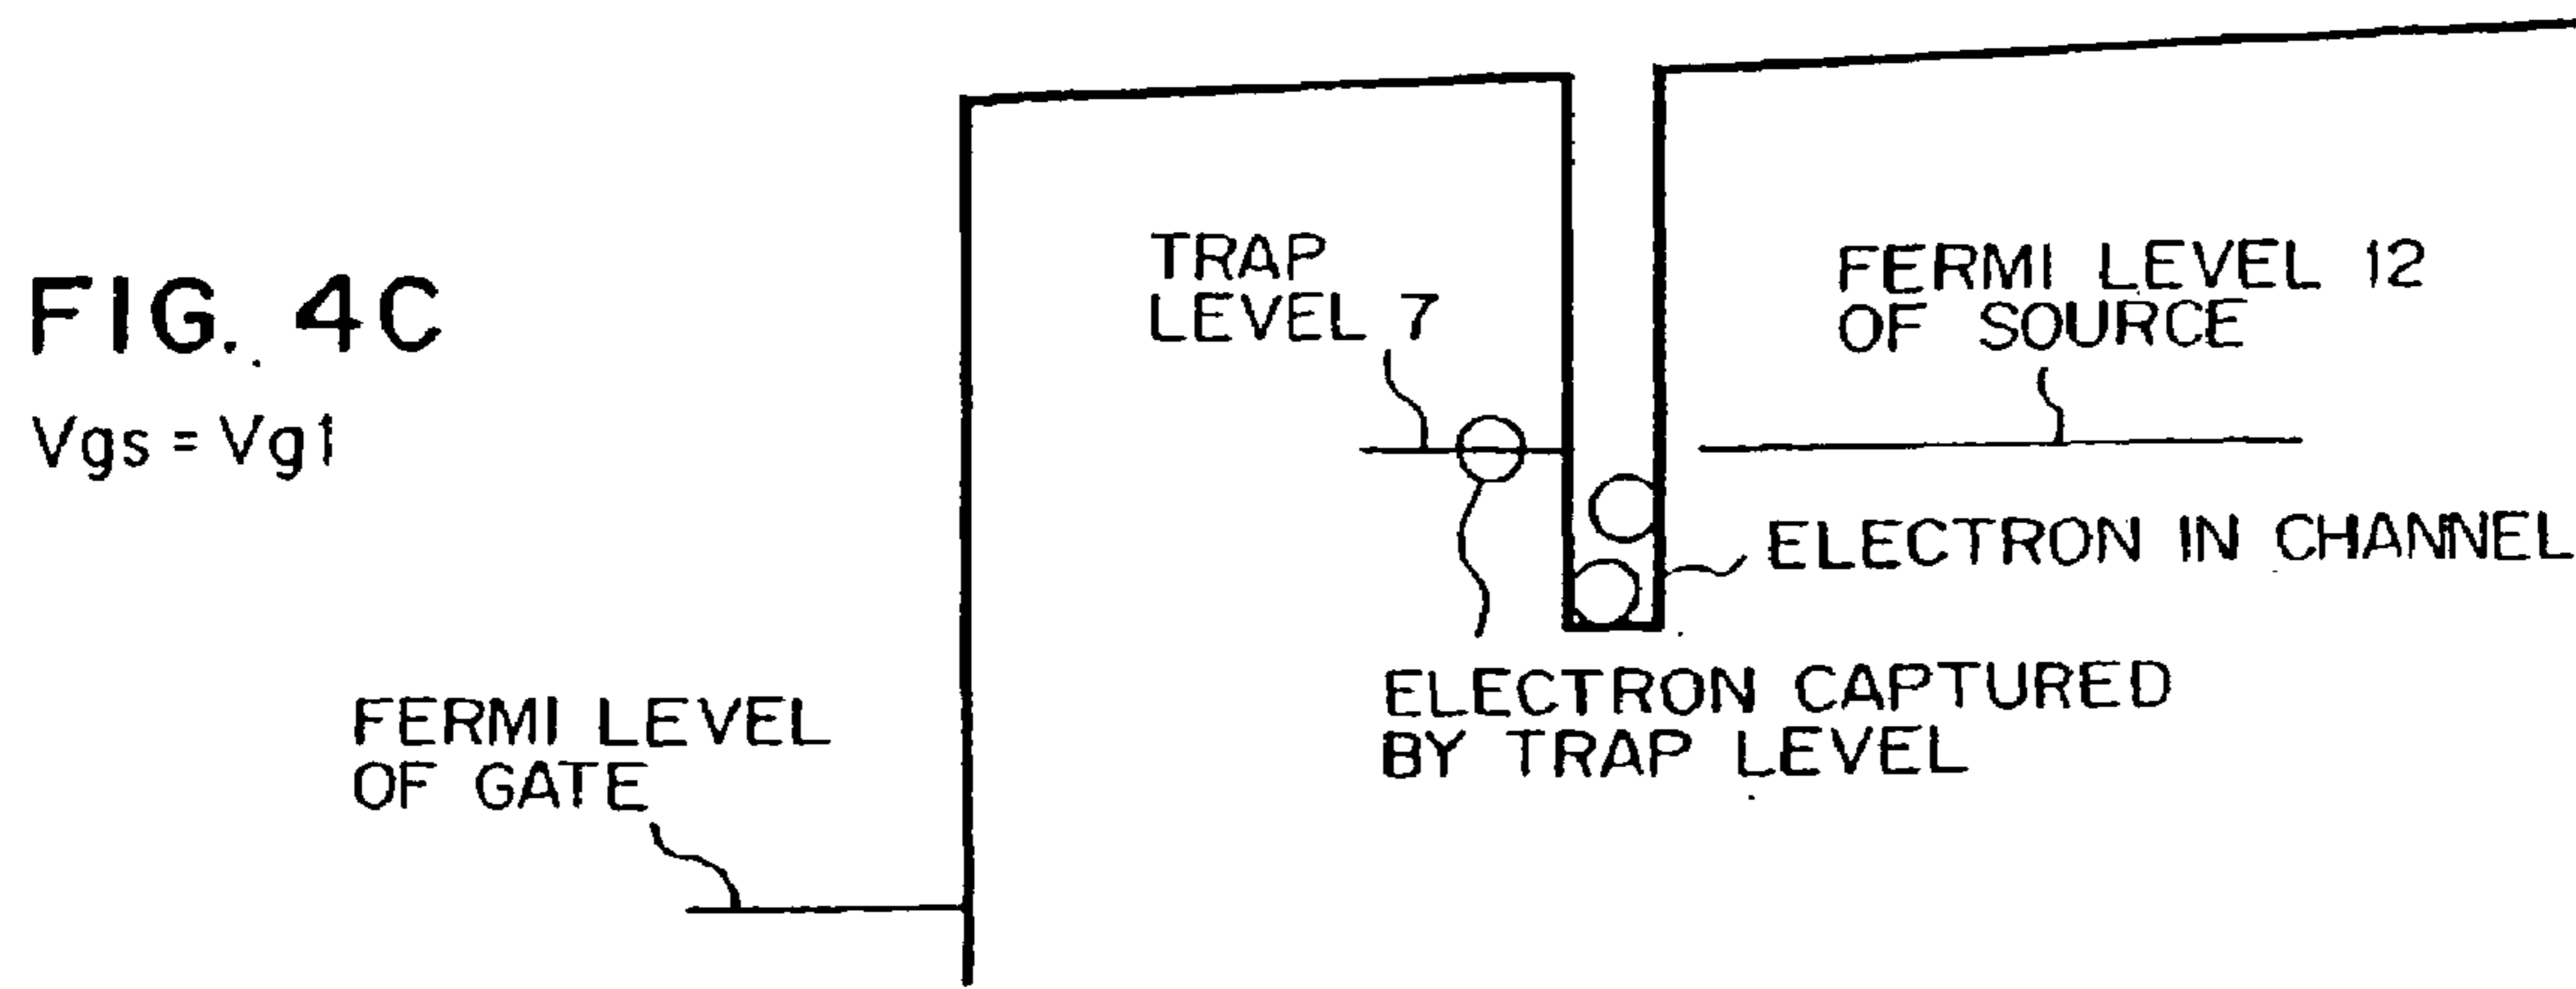 FIG. 4C
Vgs = Vg1
TRAP
LEVEL 7
FERMI LEVEL 12
OF SOURCE
ELECTRON IN CHANNEL
ELECTRON CAPTURED
BY TRAP LEVEL
FERMI LEVEL
OF GATE